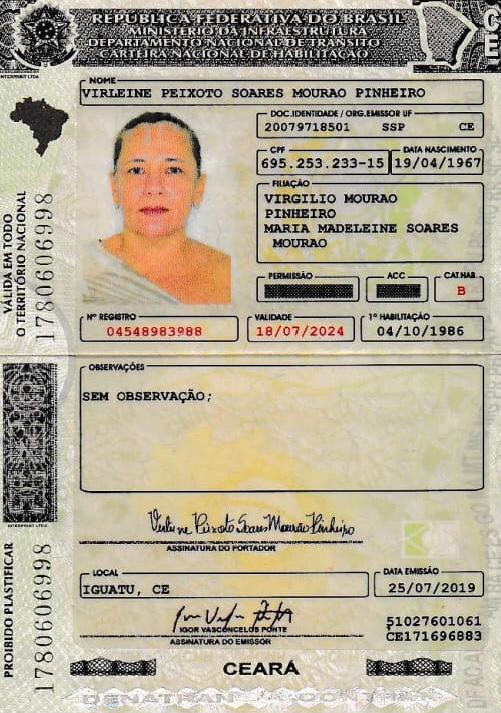 REPÚBLICA FEDERATIVA DO BRASIL
MINISTÉRIO DA INFRAESTRUTURA
DEPARTAMENTO NACIONAL DE TRÂNSITO
CARTEIRA NACIONAL DE HABILITAÇÃO
NOME
VIRLEINE PEIXOTO SOARES MOURAO PINHEIRO
DOC. IDENTIDADE / ORG. EMISSOR UF
20079718501 SSP CE
CPF
695.253.233-15
DATA NASCIMENTO
19/04/1967
FILIAÇÃO
VIRGILIO MOURAO
PINHEIRO
MARIA MADELEINE SOARES
MOURAO
PERMISSÃO
ACC
CAT. HAB.
B
Nº REGISTRO
04548983988
VALIDADE
18/07/2024
1ª HABILITAÇÃO
04/10/1986
VÁLIDA EM TODO
O TERRITÓRIO NACIONAL
1780606998
OBSERVAÇÕES
SEM OBSERVAÇÃO;
Virleine Peixoto Soares Mourão Pinheiro
ASSINATURA DO PORTADOR
LOCAL
IGUATU, CE
DATA EMISSÃO
25/07/2019
IGOR VASCONCELOS PONTE
ASSINATURA DO EMISSOR
51027601061
CE171696883
PROIBIDO PLASTIFICAR
1780606998
CEARÁ